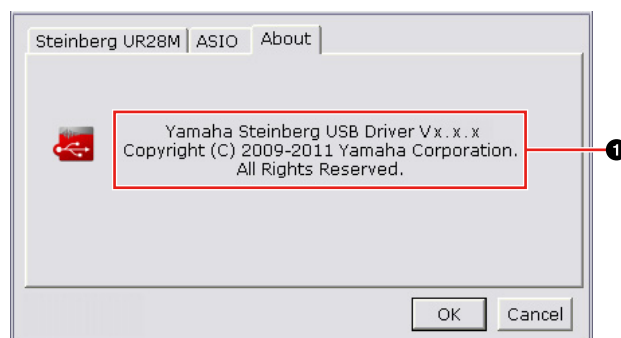 Steinberg UR28M ASIO About
Yamaha Steinberg USB Driver Vx.x.x
Copyright (C) 2009-2011 Yamaha Corporation.
All Rights Reserved.
1
OK Cancel